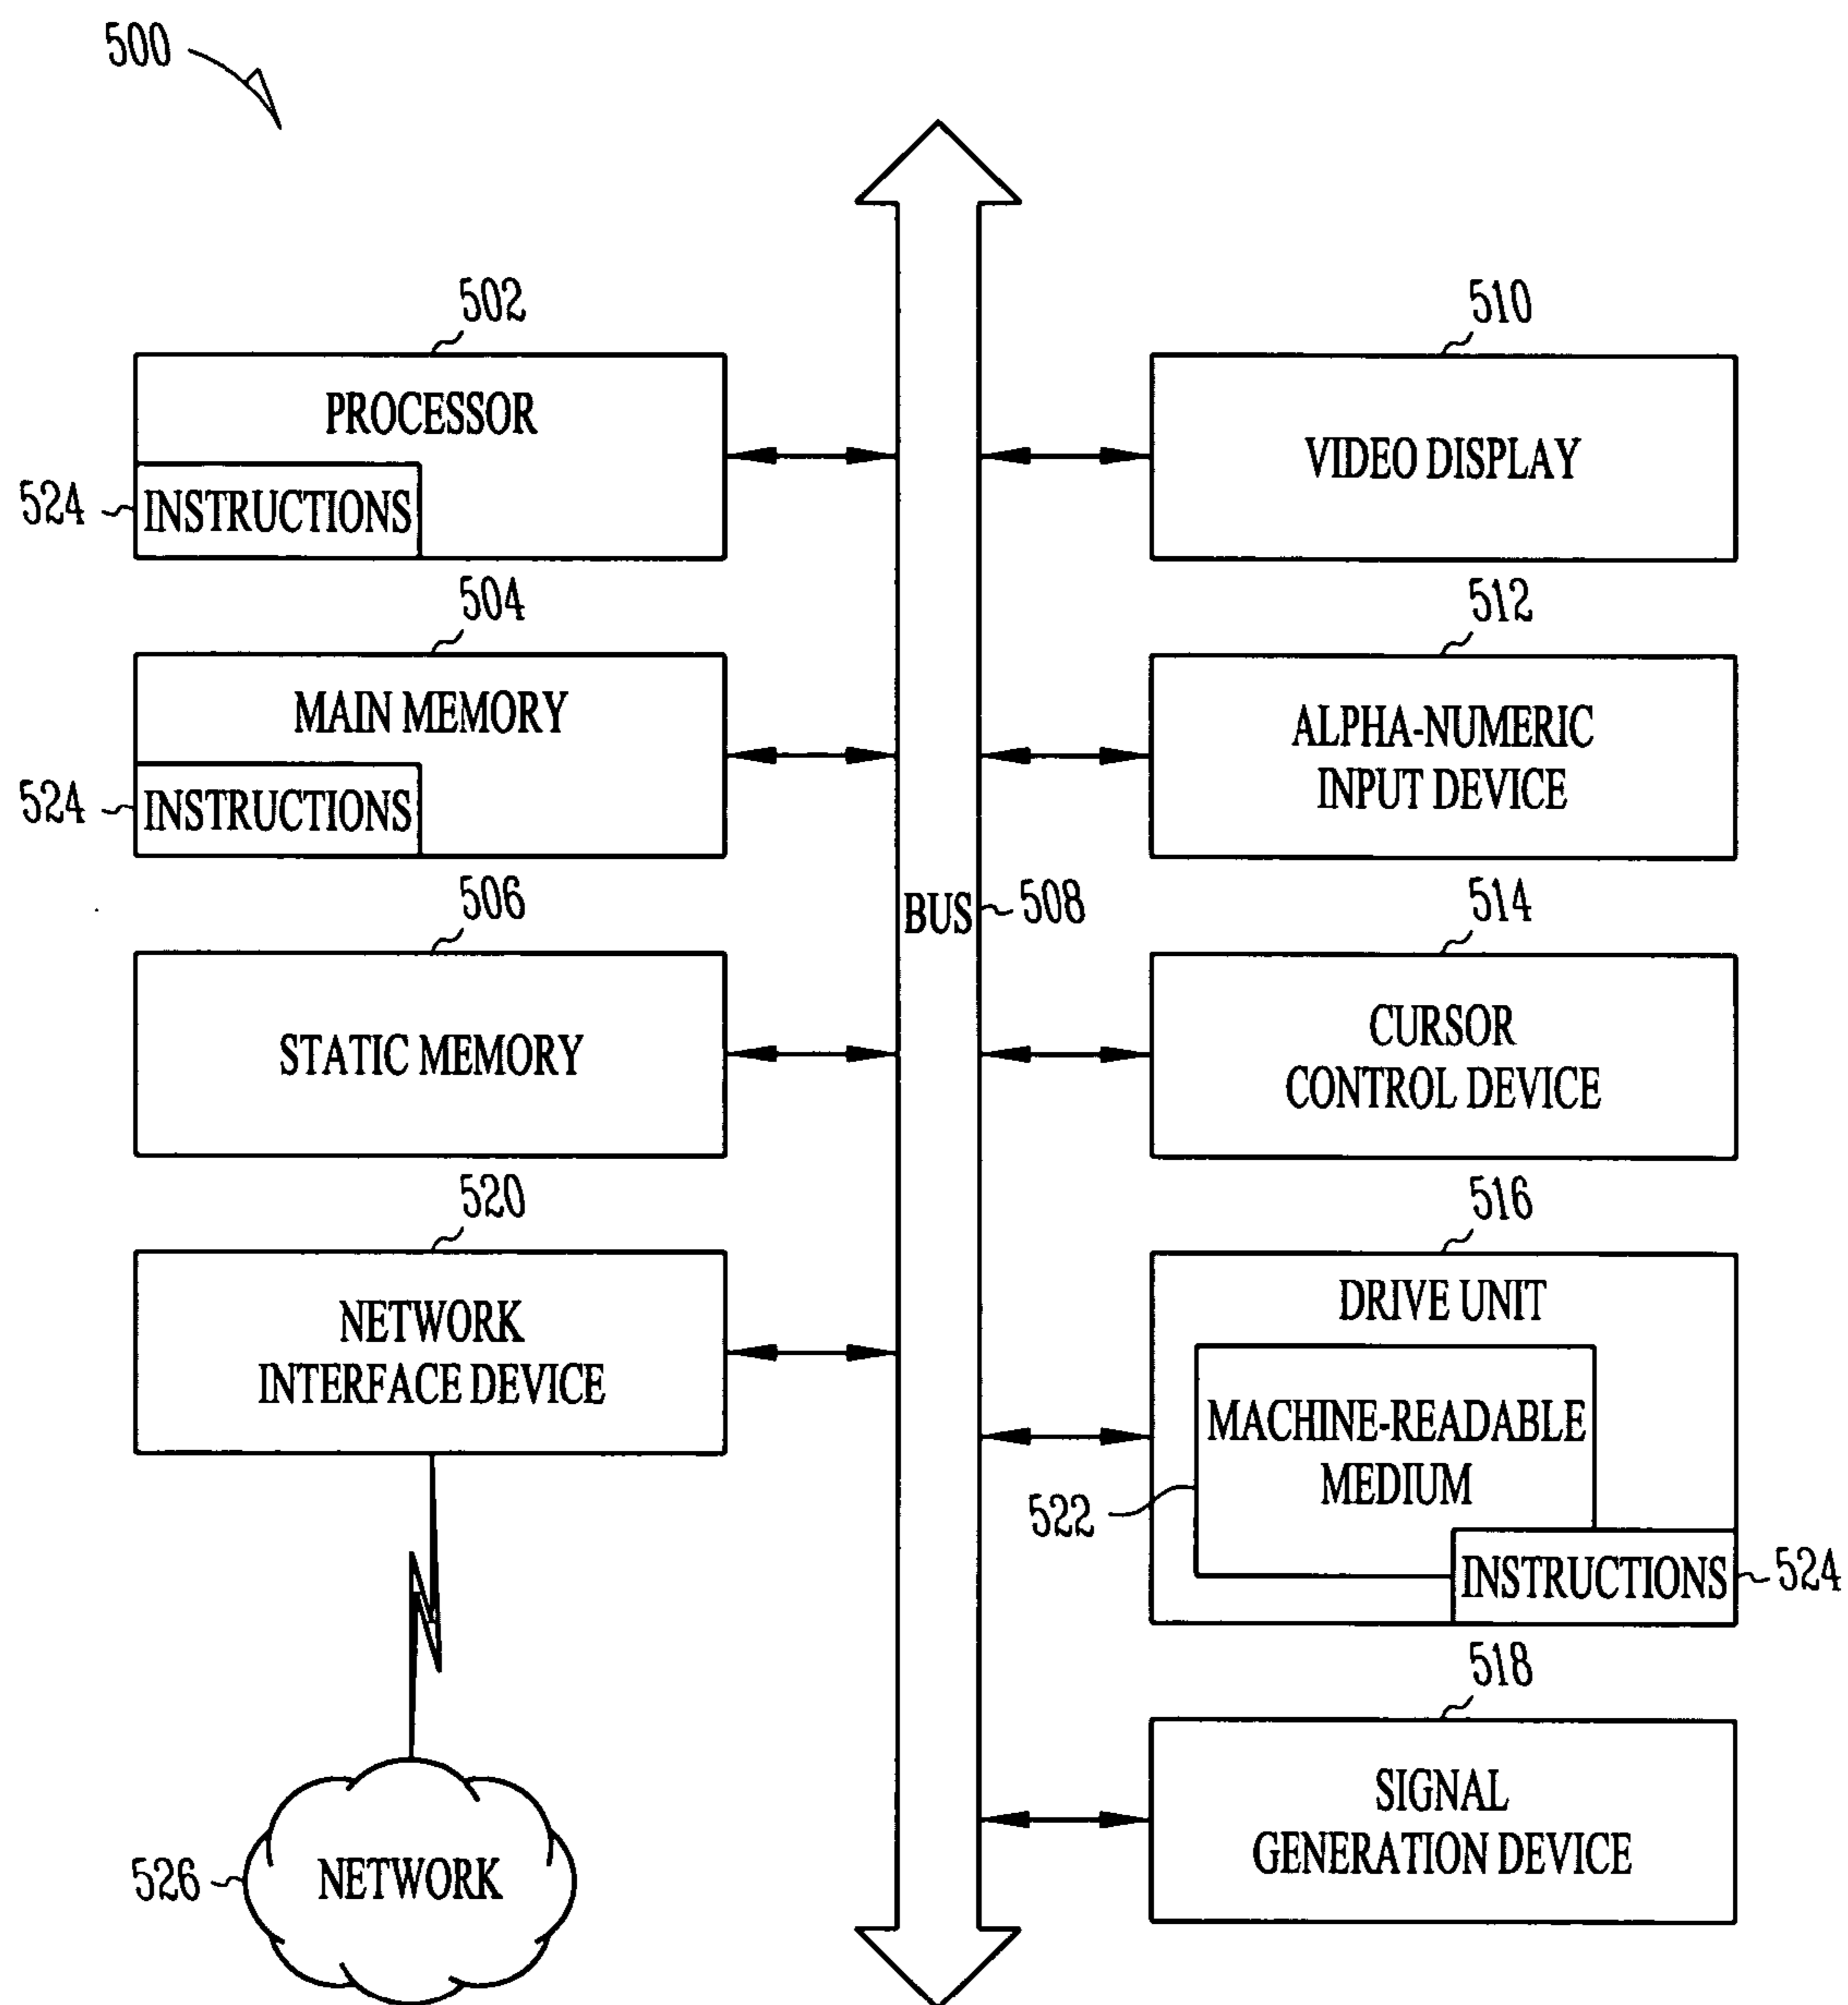 500
502
PROCESSOR
524
INSTRUCTIONS
504
MAIN MEMORY
524
INSTRUCTIONS
506
STATIC MEMORY
520
NETWORK
INTERFACE DEVICE
526
NETWORK
BUS
508
510
VIDEO DISPLAY
512
ALPHA-NUMERIC
INPUT DEVICE
514
CURSOR
CONTROL DEVICE
516
DRIVE UNIT
MACHINE-READABLE
MEDIUM
522
INSTRUCTIONS
524
518
SIGNAL
GENERATION DEVICE